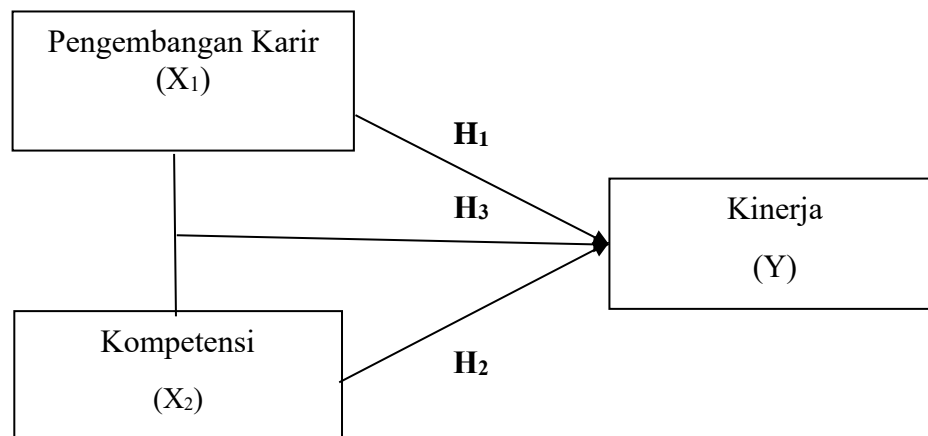 Pengembangan Karir
(X₁)
H₁
H₃
Kinerja
(Y)
Kompetensi
(X₂)
H₂